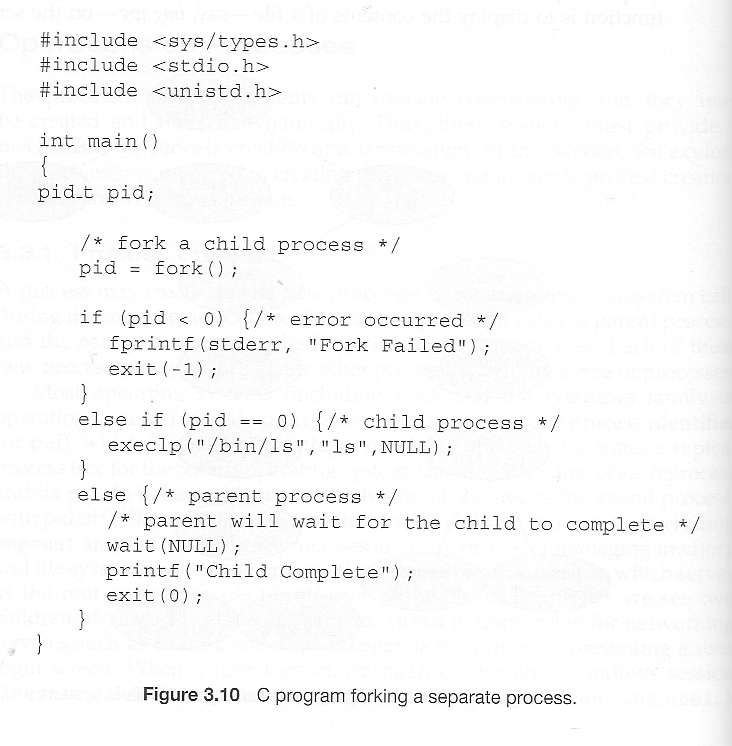 #include <sys/types.h>
#include <stdio.h>
#include <unistd.h>
int main()
{
pid_t pid;
/* fork a child process */
pid = fork();
if (pid < 0) {/* error occurred */
fprintf(stderr, "Fork Failed");
exit(-1);
}
else if (pid == 0) {/* child process */
execlp("/bin/ls","ls",NULL);
}
else {/* parent process */
/* parent will wait for the child to complete */
wait(NULL);
printf("Child Complete");
exit(0);
}
}
Figure 3.10 C program forking a separate process.